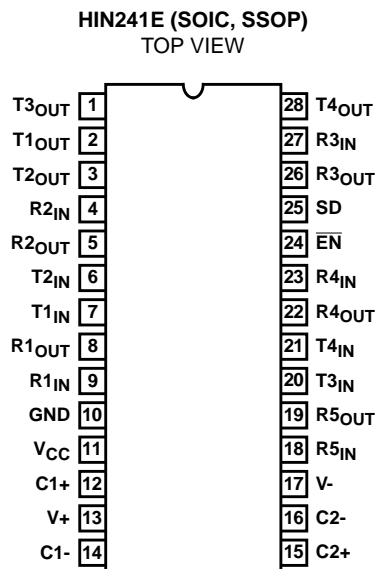 HIN241E (SOIC, SSOP)
TOP VIEW
T3OUT 1 28 T4OUT
T1OUT 2 27 R3IN
T2OUT 3 26 R3OUT
R2IN 4 25 SD
R2OUT 5 24 E̅N̅
T2IN 6 23 R4IN
T1IN 7 22 R4OUT
R1OUT 8 21 T4IN
R1IN 9 20 T3IN
GND 10 19 R5OUT
VCC 11 18 R5IN
C1+ 12 17 V-
V+ 13 16 C2-
C1- 14 15 C2+